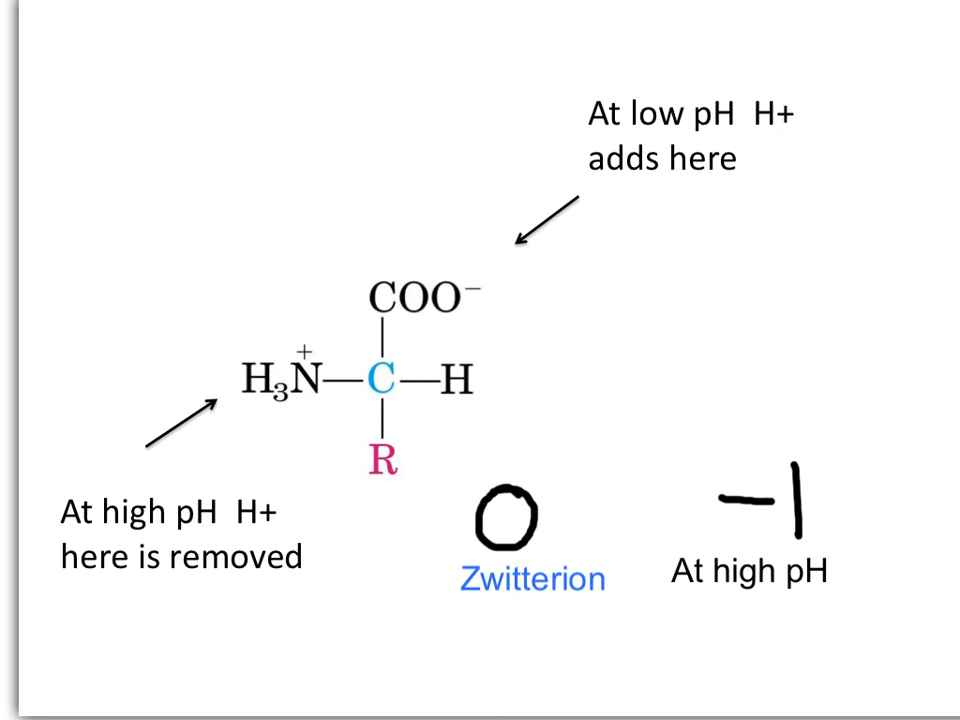 At low pH H+
adds here
COO⁻
H₃N⁺—C—H
R
At high pH H+
here is removed
0
-1
Zwitterion
At high pH